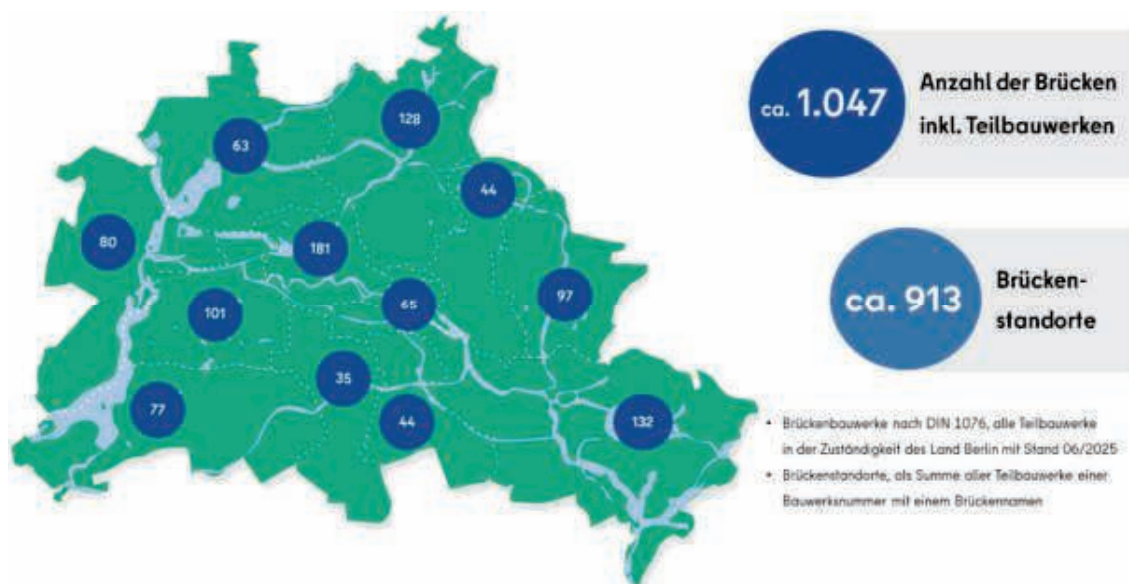 128
63
44
80
181
97
65
101
35
77
44
132
ca. 1.047
Anzahl der Brücken
inkl. Teilbauwerken
ca. 913
Brücken-
standorte
• Brückenbauwerke nach DIN 1076, alle Teilbauwerke
in der Zuständigkeit des Land Berlin mit Stand 06/2025
• Brückenstandorte, als Summe aller Teilbauwerke einer
Bauwerksnummer mit einem Brückennamen